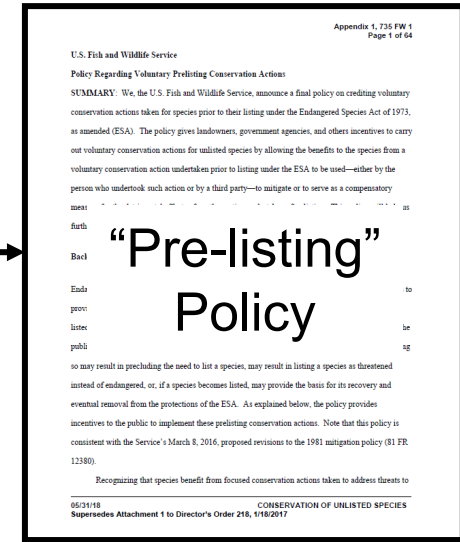 Appendix 1, 735 FW 1
Page 1 of 64
U.S. Fish and Wildlife Service
Policy Regarding Voluntary Prelisting Conservation Actions
SUMMARY: We, the U.S. Fish and Wildlife Service, announce a final policy on crediting voluntary
conservation actions taken for species prior to their listing under the Endangered Species Act of 1973,
as amended (ESA). The policy gives landowners, government agencies, and others incentives to carry
out voluntary conservation actions for unlisted species by allowing the benefits to the species from a
voluntary conservation action undertaken prior to listing under the ESA to be used—either by the
person who undertook such action or by a third party—to mitigate or to serve as a compensatory
meas
furth
Back
"Pre-listing"
Policy
Enda to
prov
listed he
publi ng
so may result in precluding the need to list a species, may result in listing a species as threatened
instead of endangered, or, if a species becomes listed, may provide the basis for its recovery and
eventual removal from the protections of the ESA. As explained below, the policy provides
incentives to the public to implement these prelisting conservation actions. Note that this policy is
consistent with the Service's March 8, 2016, proposed revisions to the 1981 mitigation policy (81 FR
12380).
Recognizing that species benefit from focused conservation actions taken to address threats to
05/31/18 CONSERVATION OF UNLISTED SPECIES
Supersedes Attachment 1 to Director's Order 218, 1/18/2017